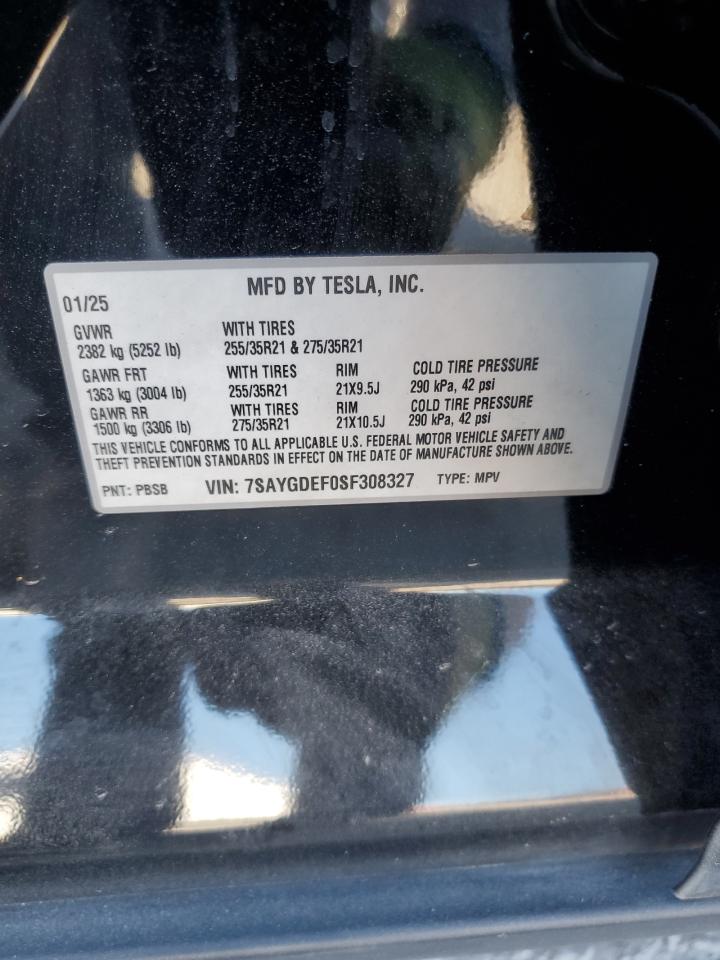 MFD BY TESLA, INC.
01/25
GVWR WITH TIRES
2382 kg (5252 lb) 255/35R21 & 275/35R21
GAWR FRT WITH TIRES RIM COLD TIRE PRESSURE
1363 kg (3004 lb) 255/35R21 21X9.5J 290 kPa, 42 psi
GAWR RR WITH TIRES RIM COLD TIRE PRESSURE
1500 kg (3306 lb) 275/35R21 21X10.5J 290 kPa, 42 psi
THIS VEHICLE CONFORMS TO ALL APPLICABLE U.S. FEDERAL MOTOR VEHICLE SAFETY AND
THEFT PREVENTION STANDARDS IN EFFECT ON THE DATE OF MANUFACTURE SHOWN ABOVE.
PNT: PBSB VIN: 7SAYGDEF0SF308327 TYPE: MPV